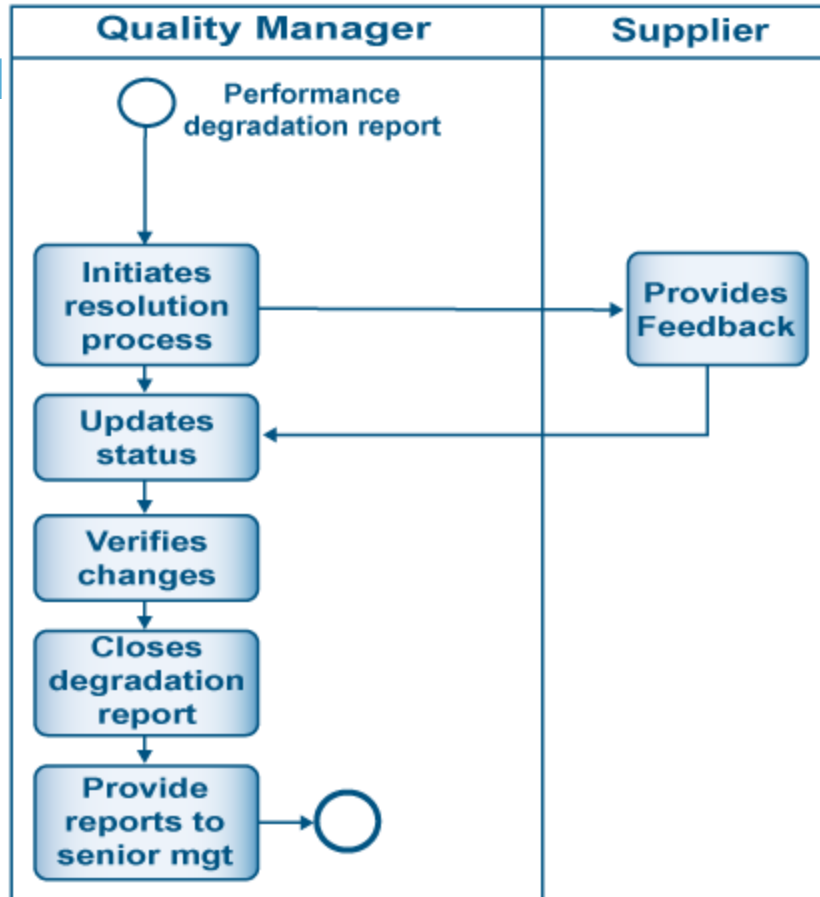 Quality Manager
Supplier
Performance
degradation report
Initiates
resolution
process
Provides
Feedback
Updates
status
Verifies
changes
Closes
degradation
report
Provide
reports to
senior mgt